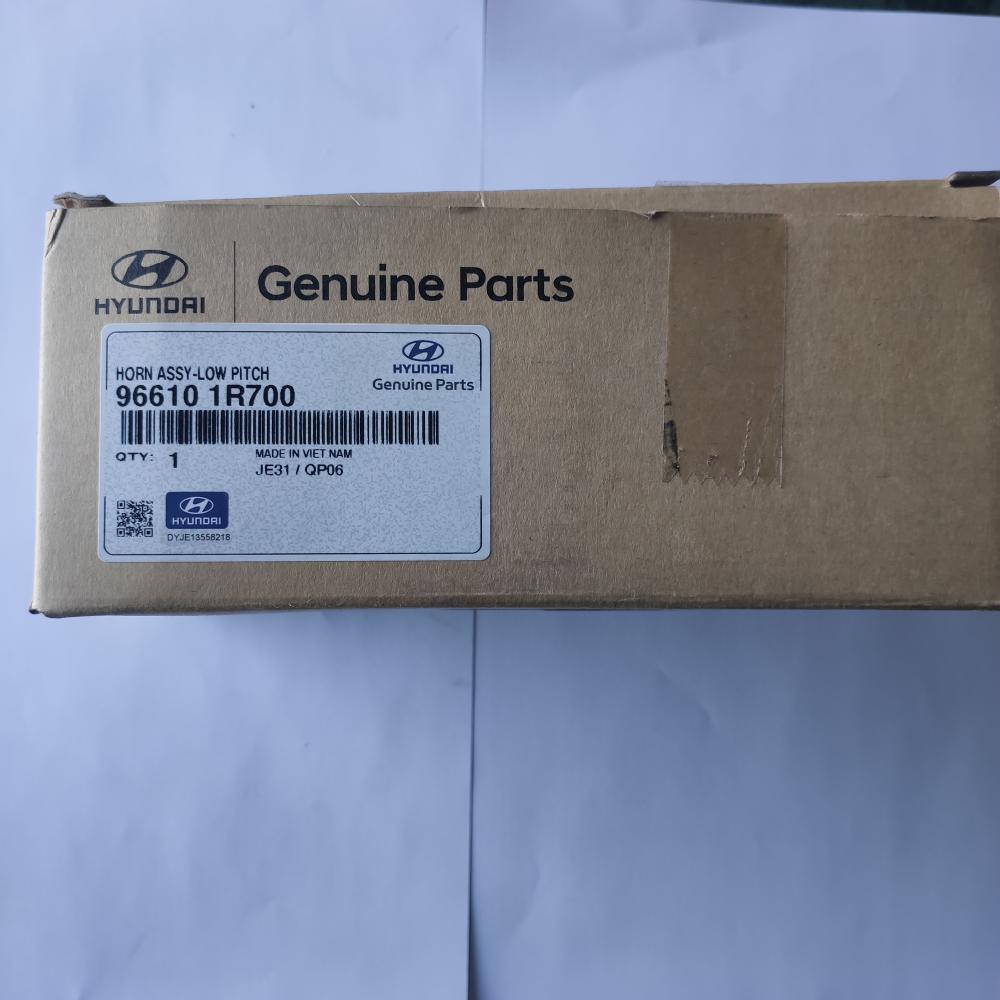 HYUNDAI
Genuine Parts
HORN ASSY-LOW PITCH
96610 1R700
HYUNDAI
Genuine Parts
QTY: 1
MADE IN VIET NAM
JE31 / QP06
HYUNDAI
DYJE13558218